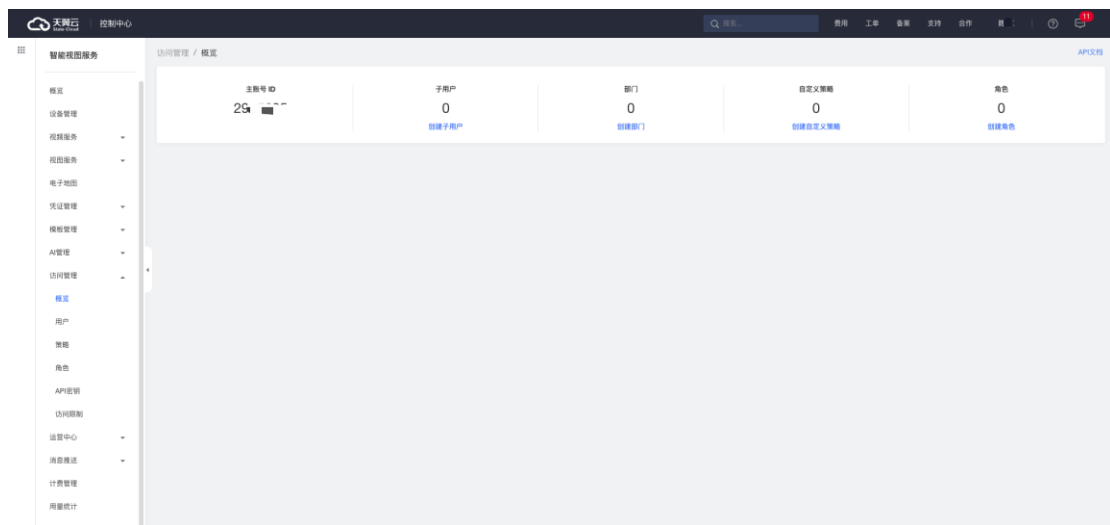 天翼云
State Cloud
控制中心
搜索...
费用
工单
备案
支持
合作
11
智能视图服务
访问管理 / 概览
API文档
概览
设备管理
视频服务
视图服务
电子地图
凭证管理
模板管理
AI管理
访问管理
概览
用户
策略
角色
API密钥
访问限制
运营中心
消息推送
计费管理
用量统计
主账号 ID
29
子用户
0
创建子用户
部门
0
创建部门
自定义策略
0
创建自定义策略
角色
0
创建角色